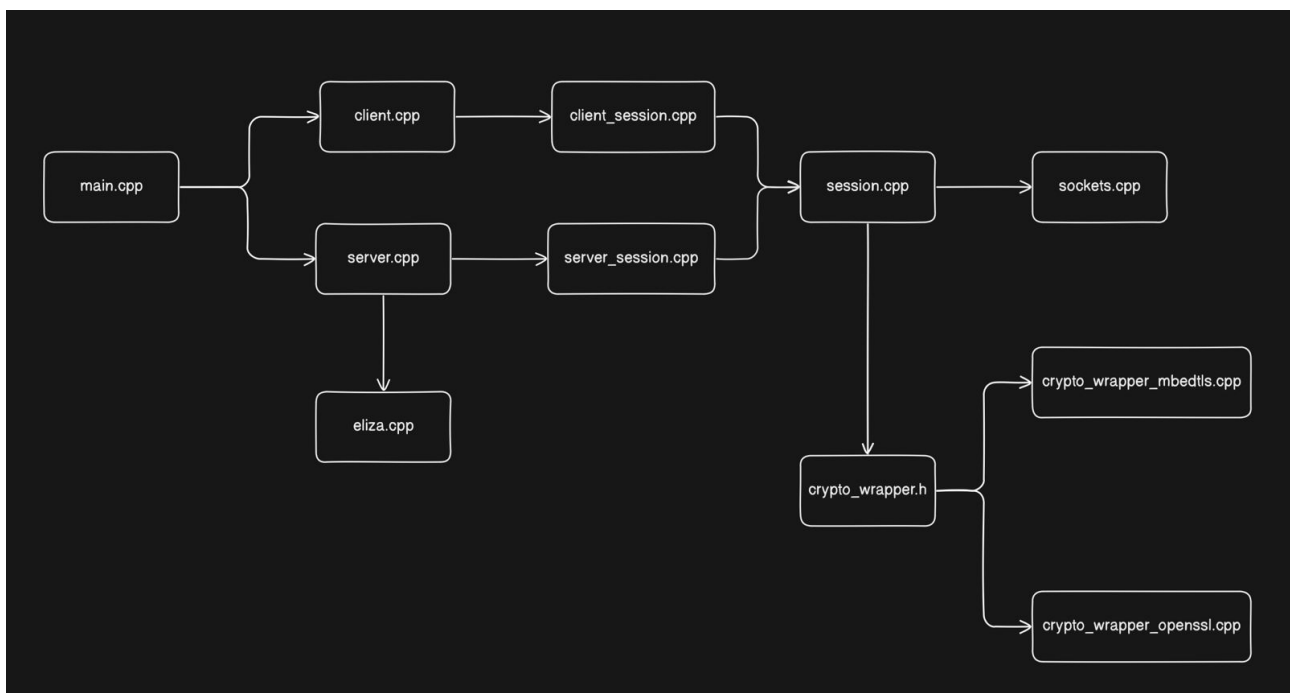 main.cpp
client.cpp
client_session.cpp
server.cpp
server_session.cpp
eliza.cpp
session.cpp
sockets.cpp
crypto_wrapper.h
crypto_wrapper_mbedtls.cpp
crypto_wrapper_openssl.cpp